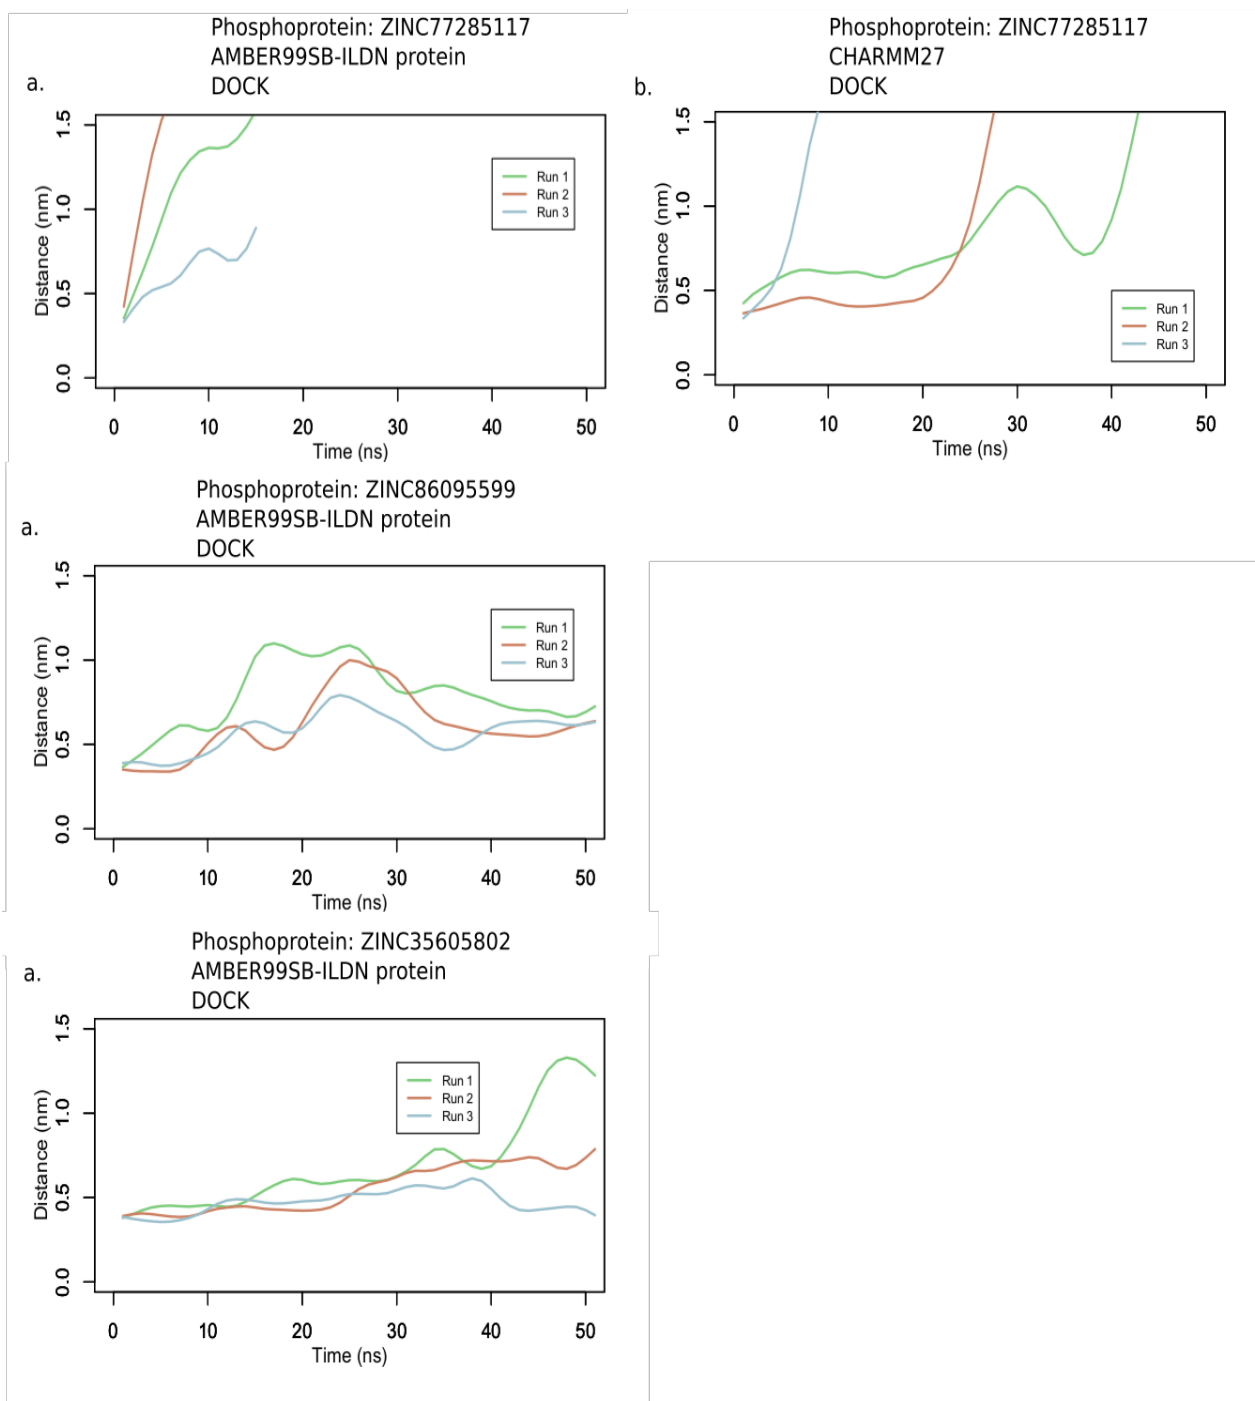 Phosphoprotein: ZINC77285117
AMBER99SB-ILDN protein
DOCK
a.
Distance (nm)
1.5
1.0
0.5
0.0
Run 1
Run 2
Run 3
0 10 20 30 40 50
Time (ns)
Phosphoprotein: ZINC77285117
CHARMM27
DOCK
b.
Distance (nm)
1.5
1.0
0.5
0.0
Run 1
Run 2
Run 3
0 10 20 30 40 50
Time (ns)
Phosphoprotein: ZINC86095599
AMBER99SB-ILDN protein
DOCK
a.
Distance (nm)
1.5
1.0
0.5
0.0
Run 1
Run 2
Run 3
0 10 20 30 40 50
Time (ns)
Phosphoprotein: ZINC35605802
AMBER99SB-ILDN protein
DOCK
a.
Distance (nm)
1.5
1.0
0.5
0.0
Run 1
Run 2
Run 3
0 10 20 30 40 50
Time (ns)